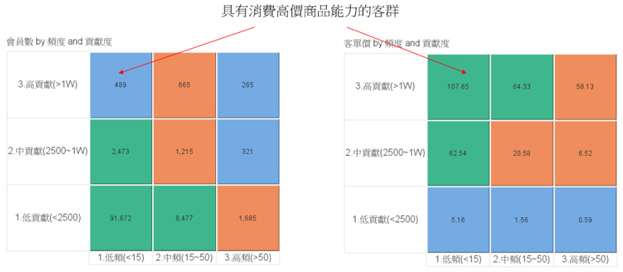 具有消費高價商品能力的客群
會員數 by 頻度 and 貢獻度
3.高貢獻(>1W) 489 665 265
2.中貢獻(2500~1W) 2,473 1,215 321
1.低貢獻(<2500) 91,672 8,477 1,685
1.低頻(<15) 2.中頻(15~50) 3.高頻(>50)
客單價 by 頻度 and 貢獻度
3.高貢獻(>1W) 107.65 64.33 58.13
2.中貢獻(2500~1W) 62.54 20.58 6.52
1.低貢獻(<2500) 5.16 1.56 0.59
1.低頻(<15) 2.中頻(15~50) 3.高頻(>50)